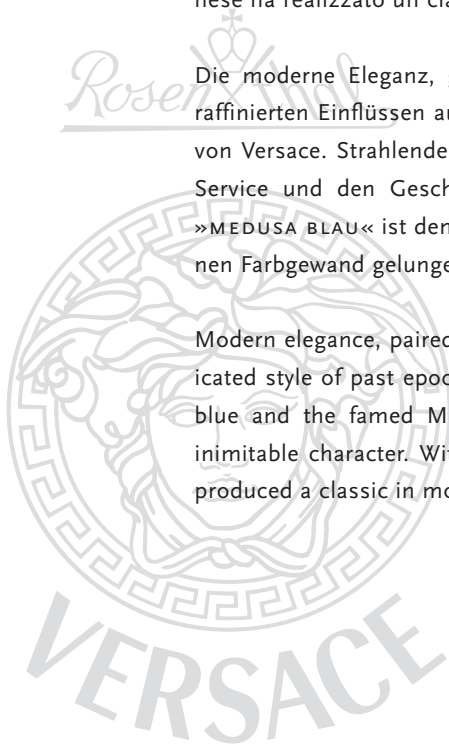 nese ha realizzato un cla
Rosenthal
Die moderne Eleganz, g
raffinierten Einflüssen au
von Versace. Strahlende
Service und den Gesch
»MEDUSA BLAU« ist den
nen Farbgewand gelunge
Modern elegance, paired
icated style of past epoc
blue and the famed M
inimitable character. Wit
produced a classic in mo
VERSACE